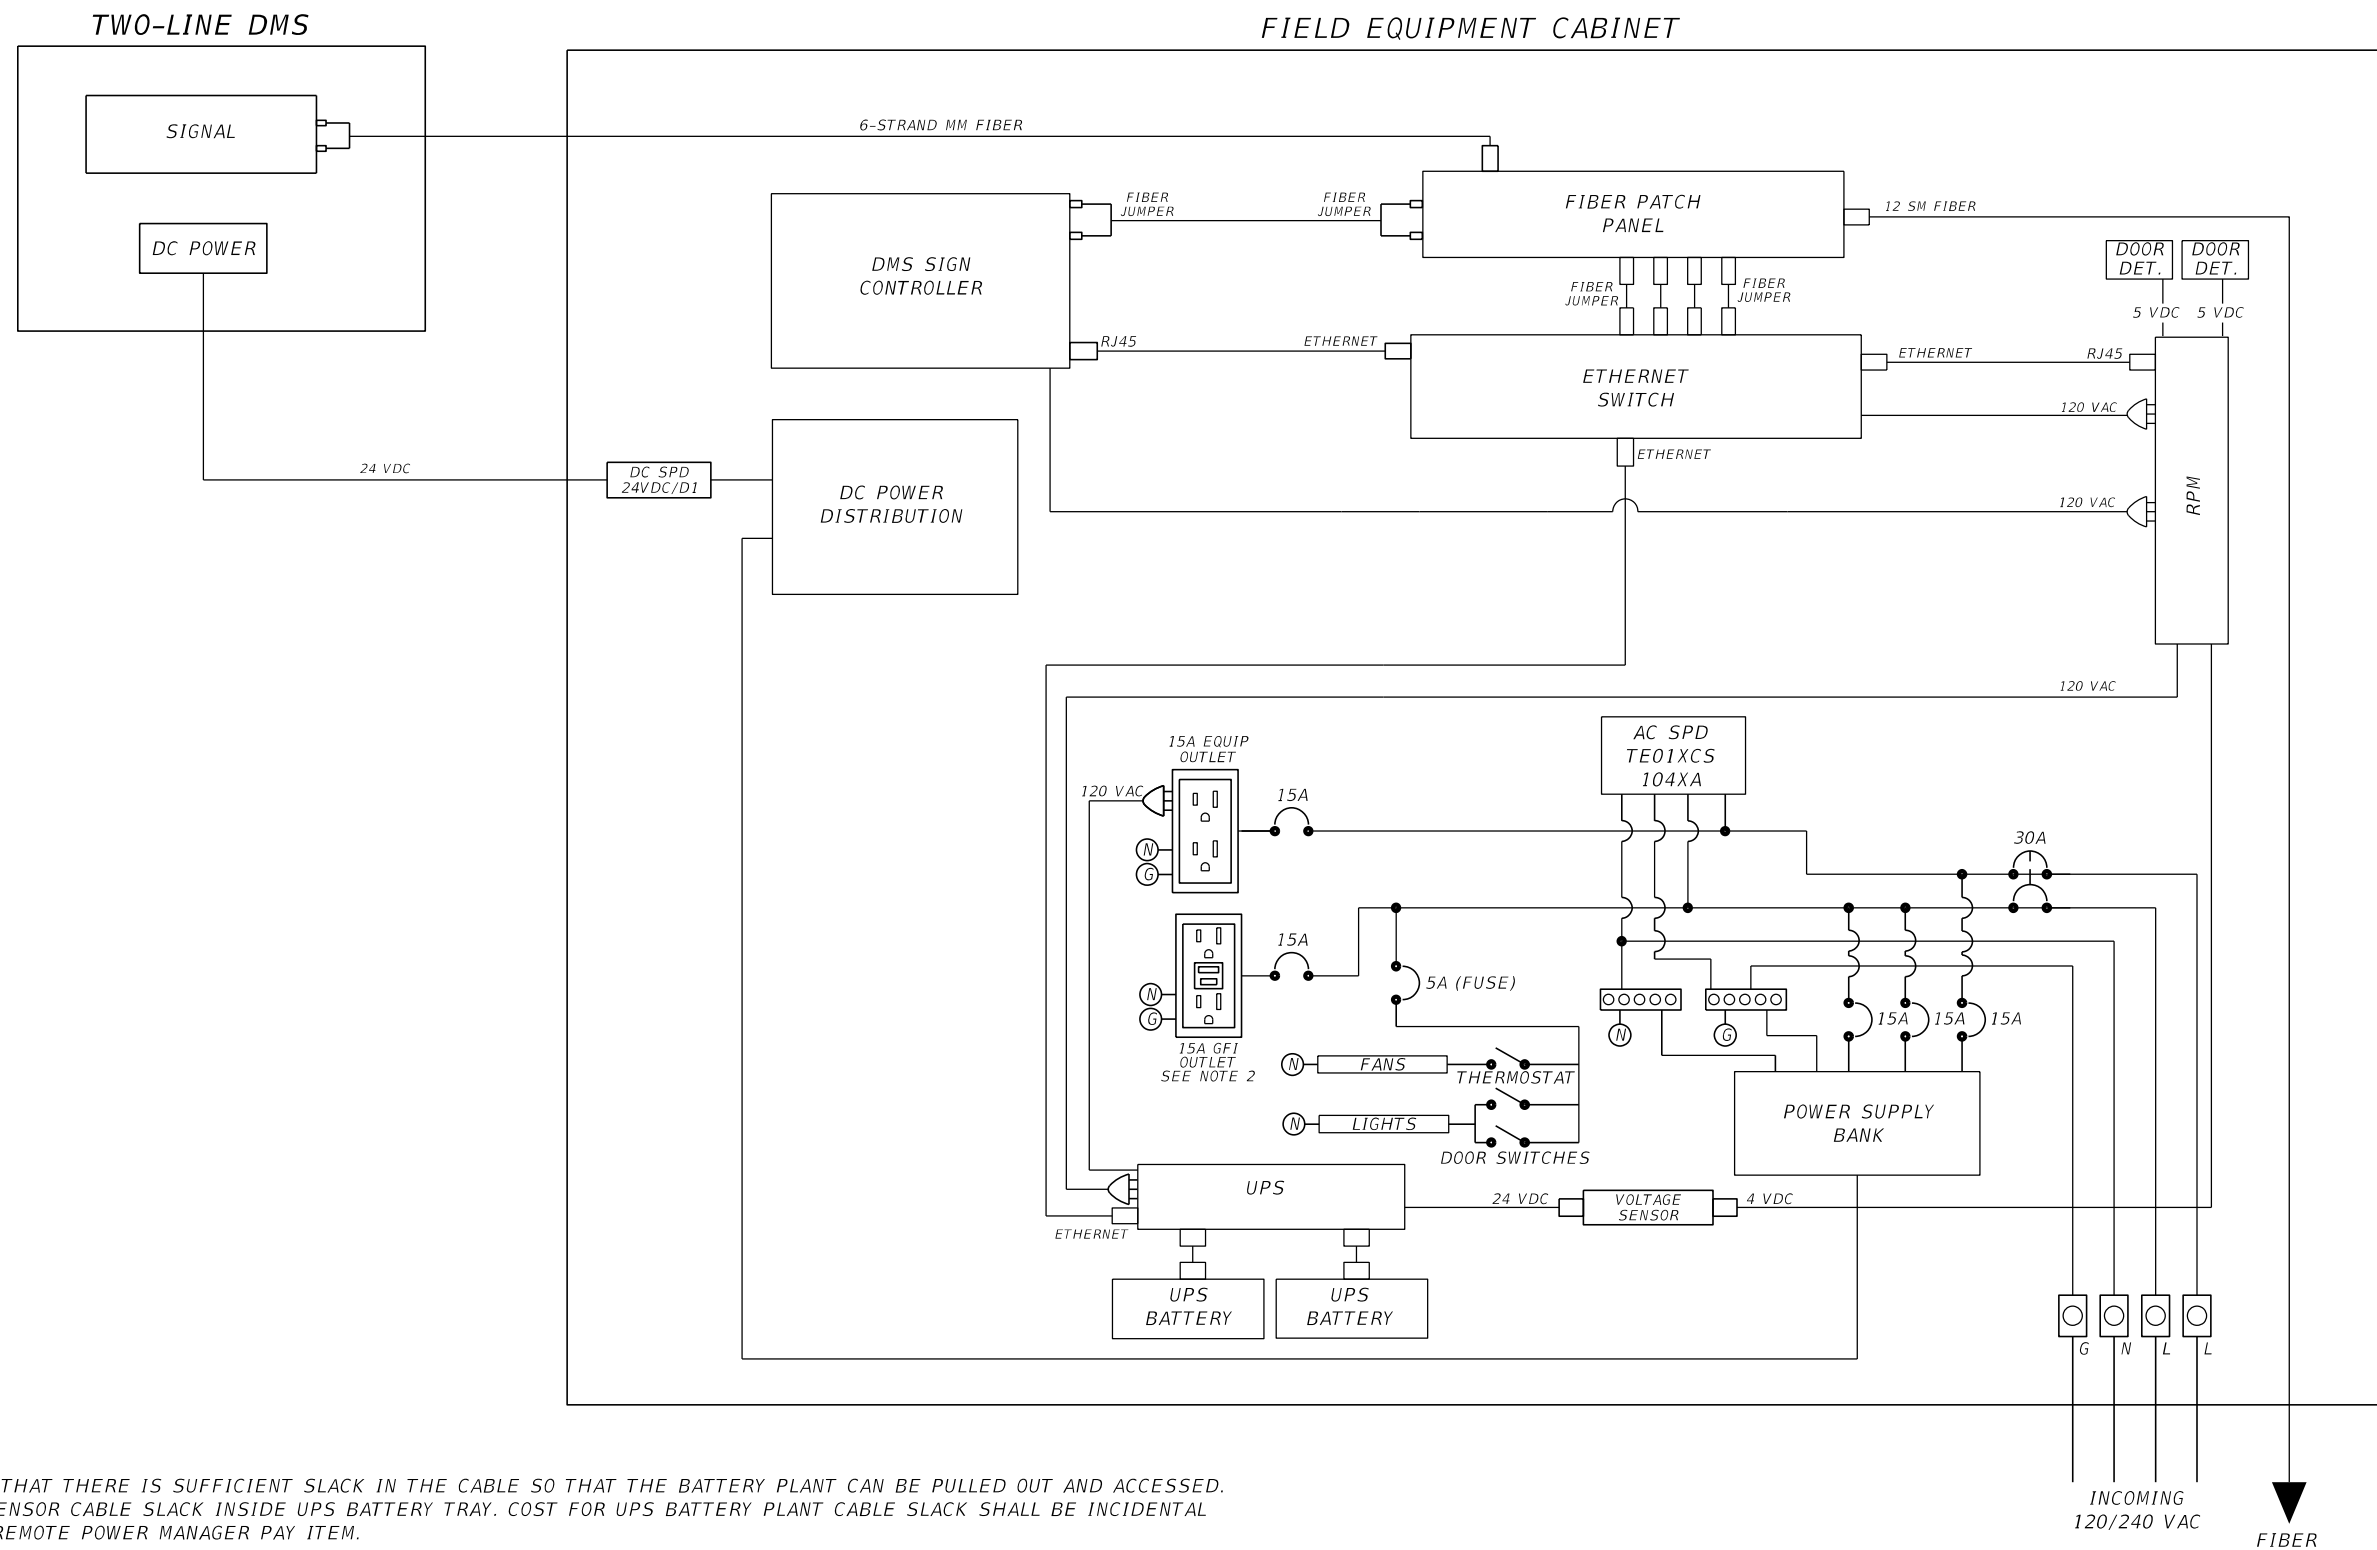 TWO-LINE DMS
FIELD EQUIPMENT CABINET
SIGNAL
6-STRAND MM FIBER
DC POWER
FIBER
JUMPER
FIBER
JUMPER
FIBER PATCH
PANEL
12 SM FIBER
DMS SIGN
CONTROLLER
DOOR
DET.
DOOR
DET.
FIBER
JUMPER
FIBER
JUMPER
5 VDC
5 VDC
RJ45
ETHERNET
ETHERNET
SWITCH
ETHERNET
RJ45
120 VAC
ETHERNET
24 VDC
DC SPD
24VDC/D1
DC POWER
DISTRIBUTION
120 VAC
RPM
120 VAC
15A EQUIP
OUTLET
120 VAC
N
G
15A
AC SPD
TE01XCS
104XA
30A
15A
N
G
15A GFI
OUTLET
SEE NOTE 2
5A (FUSE)
N
G
15A
15A
15A
N
FANS
THERMOSTAT
N
LIGHTS
DOOR SWITCHES
POWER SUPPLY
BANK
UPS
24 VDC
VOLTAGE
SENSOR
4 VDC
ETHERNET
UPS
BATTERY
UPS
BATTERY
G
N
L
L
THAT THERE IS SUFFICIENT SLACK IN THE CABLE SO THAT THE BATTERY PLANT CAN BE PULLED OUT AND ACCESSED.
ENSOR CABLE SLACK INSIDE UPS BATTERY TRAY. COST FOR UPS BATTERY PLANT CABLE SLACK SHALL BE INCIDENTAL
REMOTE POWER MANAGER PAY ITEM.
INCOMING
120/240 VAC
FIBER